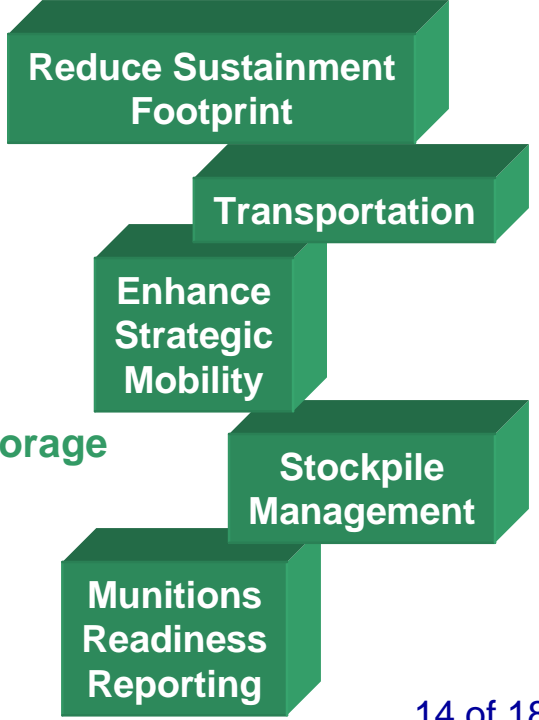 Reduce Sustainment
Footprint
Transportation
Enhance
Strategic
Mobility
orage
Stockpile
Management
Munitions
Readiness
Reporting
14 of 18